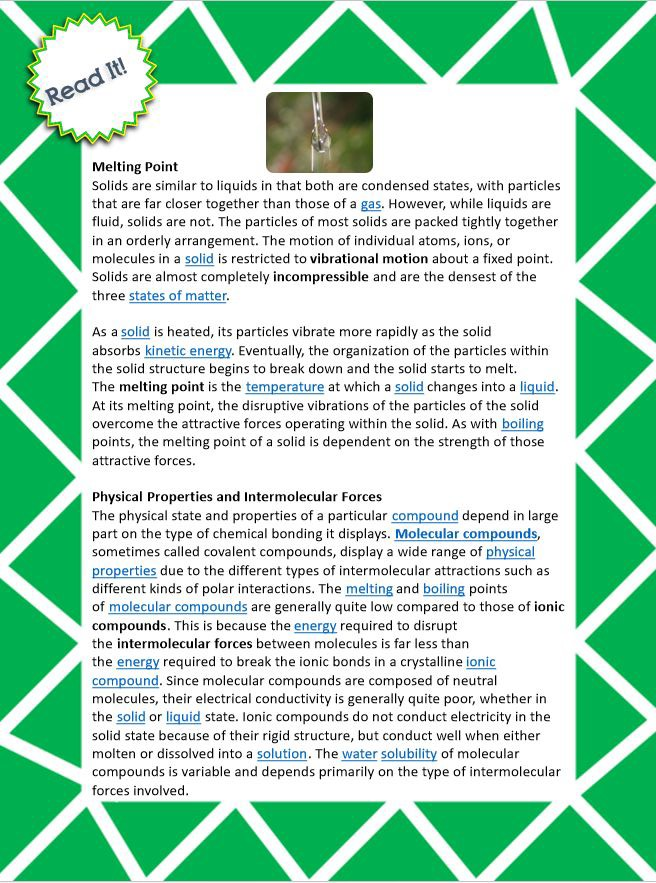 Read It!
Melting Point
Solids are similar to liquids in that both are condensed states, with particles
that are far closer together than those of a gas. However, while liquids are
fluid, solids are not. The particles of most solids are packed tightly together
in an orderly arrangement. The motion of individual atoms, ions, or
molecules in a solid is restricted to vibrational motion about a fixed point.
Solids are almost completely incompressible and are the densest of the
three states of matter.
As a solid is heated, its particles vibrate more rapidly as the solid
absorbs kinetic energy. Eventually, the organization of the particles within
the solid structure begins to break down and the solid starts to melt.
The melting point is the temperature at which a solid changes into a liquid.
At its melting point, the disruptive vibrations of the particles of the solid
overcome the attractive forces operating within the solid. As with boiling
points, the melting point of a solid is dependent on the strength of those
attractive forces.
Physical Properties and Intermolecular Forces
The physical state and properties of a particular compound depend in large
part on the type of chemical bonding it displays. Molecular compounds,
sometimes called covalent compounds, display a wide range of physical
properties due to the different types of intermolecular attractions such as
different kinds of polar interactions. The melting and boiling points
of molecular compounds are generally quite low compared to those of ionic
compounds. This is because the energy required to disrupt
the intermolecular forces between molecules is far less than
the energy required to break the ionic bonds in a crystalline ionic
compound. Since molecular compounds are composed of neutral
molecules, their electrical conductivity is generally quite poor, whether in
the solid or liquid state. Ionic compounds do not conduct electricity in the
solid state because of their rigid structure, but conduct well when either
molten or dissolved into a solution. The water solubility of molecular
compounds is variable and depends primarily on the type of intermolecular
forces involved.